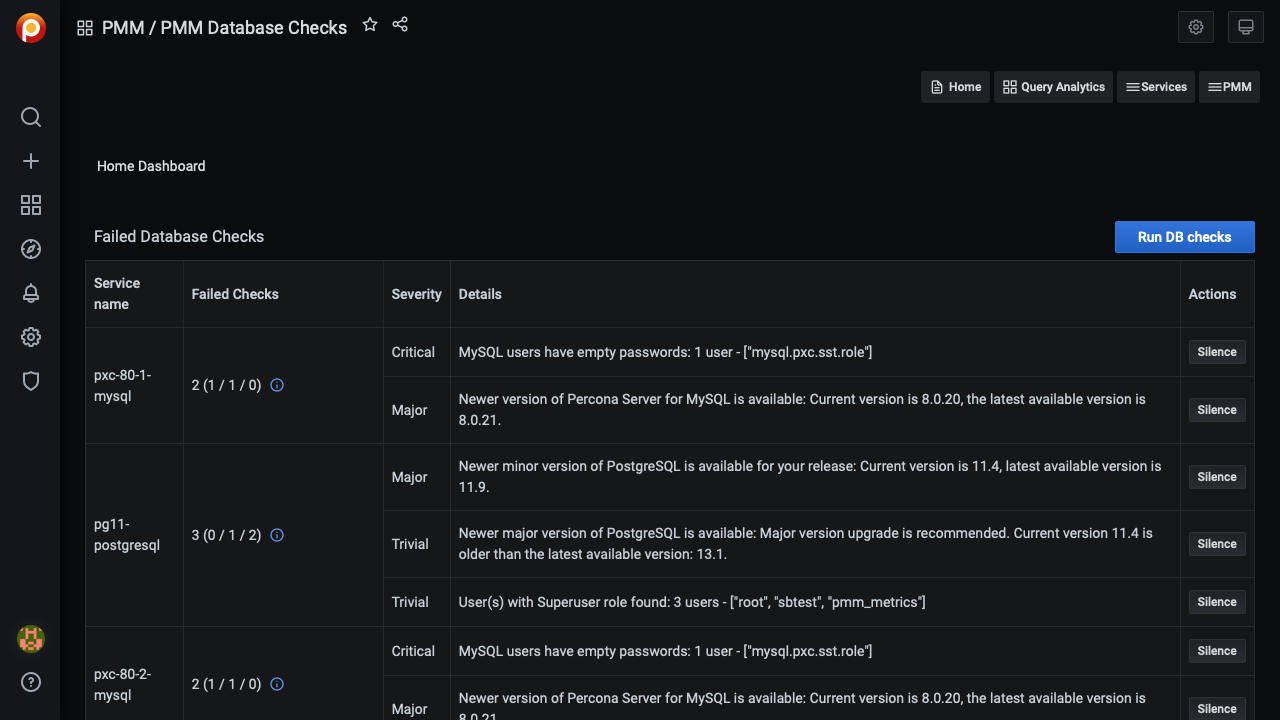 PMM / PMM Database Checks
Home
Query Analytics
Services
PMM
Home Dashboard
Failed Database Checks
Run DB checks
Service name
Failed Checks
Severity
Details
Actions
pxc-80-1-
mysql
2 (1 / 1 / 0)
Critical
MySQL users have empty passwords: 1 user - ["mysql.pxc.sst.role"]
Silence
Major
Newer version of Percona Server for MySQL is available: Current version is 8.0.20, the latest available version is
8.0.21.
Silence
pg11-
postgresql
3 (0 / 1 / 2)
Major
Newer minor version of PostgreSQL is available for your release: Current version is 11.4, latest available version is
11.9.
Silence
Trivial
Newer major version of PostgreSQL is available: Major version upgrade is recommended. Current version 11.4 is
older than the latest available version: 13.1.
Silence
Trivial
User(s) with Superuser role found: 3 users - ["root", "sbtest", "pmm_metrics"]
Silence
pxc-80-2-
mysql
2 (1 / 1 / 0)
Critical
MySQL users have empty passwords: 1 user - ["mysql.pxc.sst.role"]
Silence
Major
Newer version of Percona Server for MySQL is available: Current version is 8.0.20, the latest available version is
8.0.21.
Silence